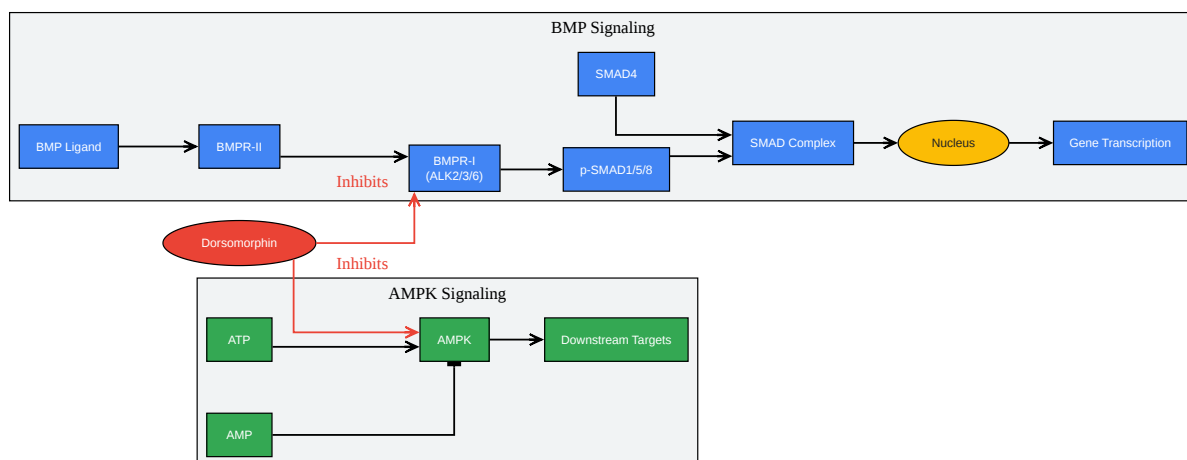 BMP Signaling
SMAD4
BMP Ligand
BMPR-II
BMPR-I
(ALK2/3/6)
p-SMAD1/5/8
SMAD Complex
Nucleus
Gene Transcription
Inhibits
Dorsomorphin
Inhibits
AMPK Signaling
ATP
AMPK
Downstream Targets
AMP